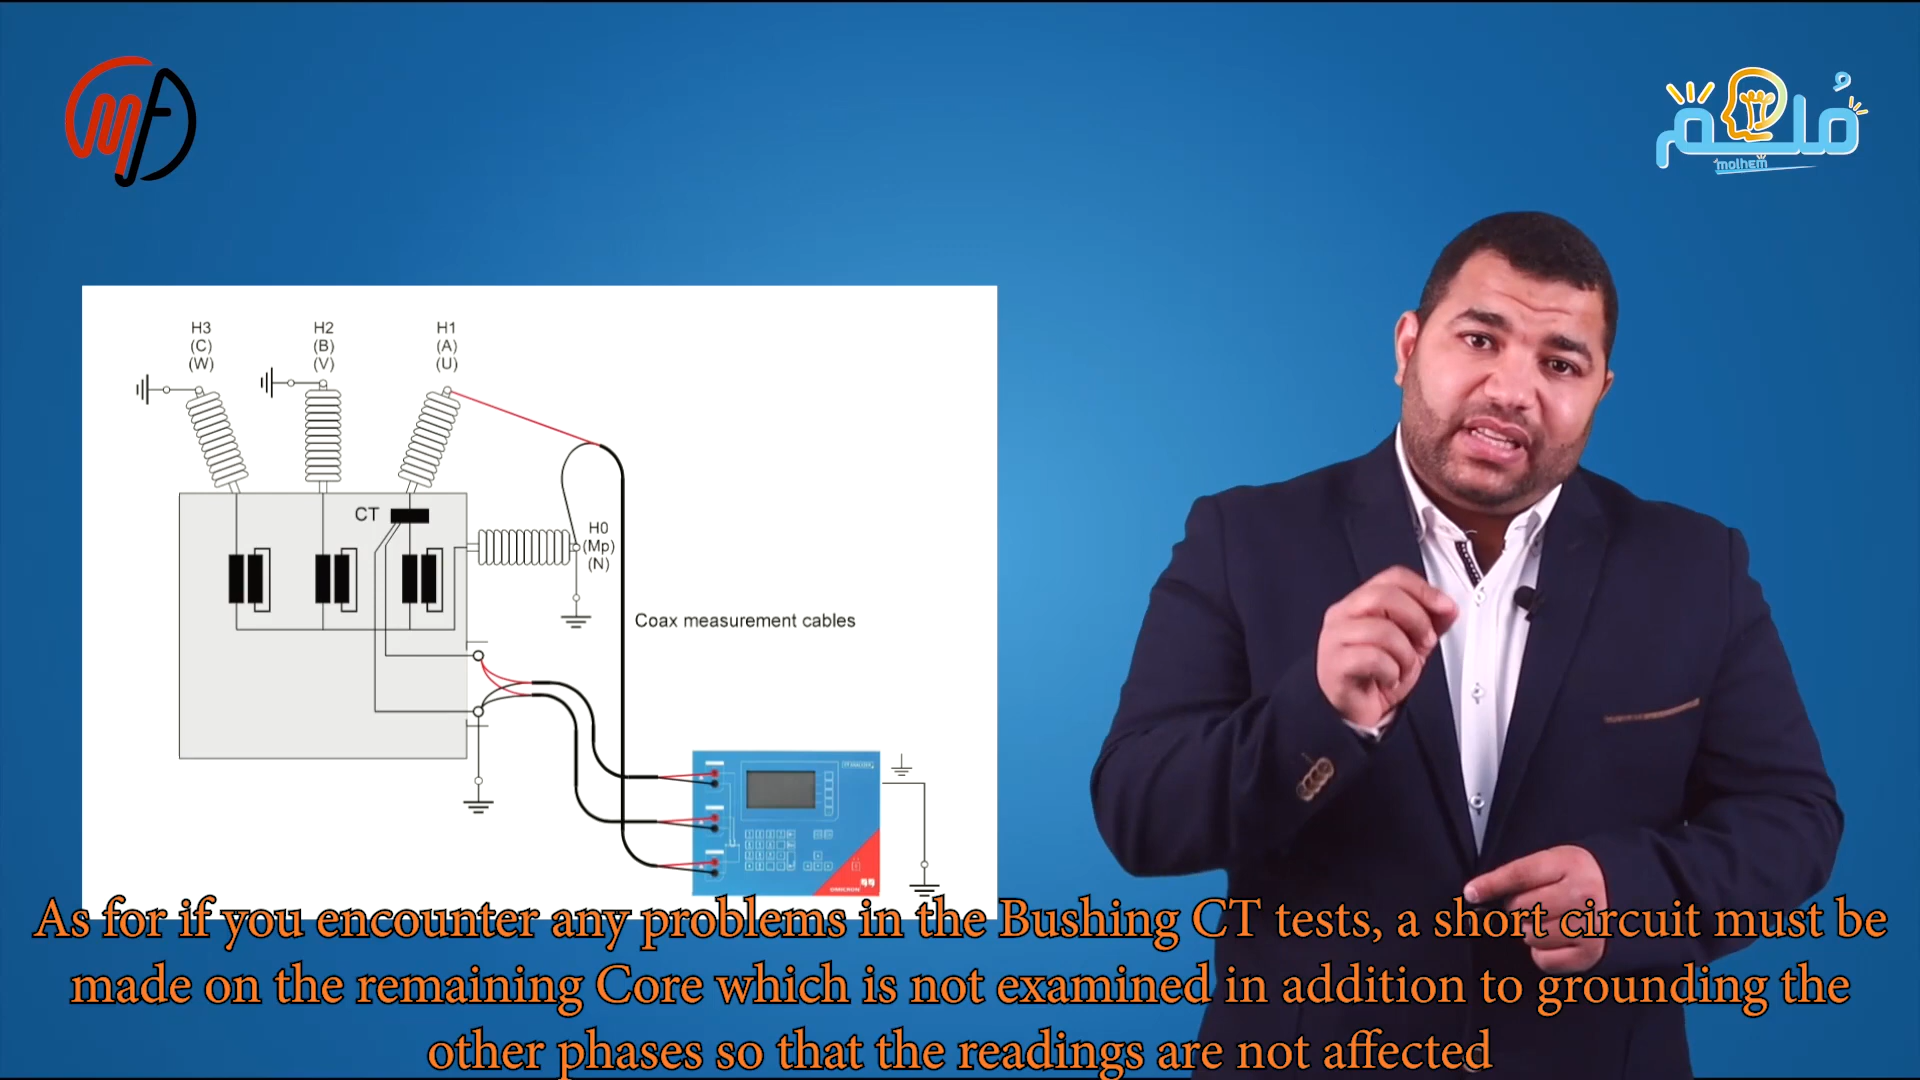 مُلهم
molhem
H3
(C)
(W)
H2
(B)
(V)
H1
(A)
(U)
CT
H0
(Mp)
(N)
Coax measurement cables
As for if you encounter any problems in the Bushing CT tests, a short circuit must be
made on the remaining Core which is not examined in addition to grounding the
other phases so that the readings are not affected